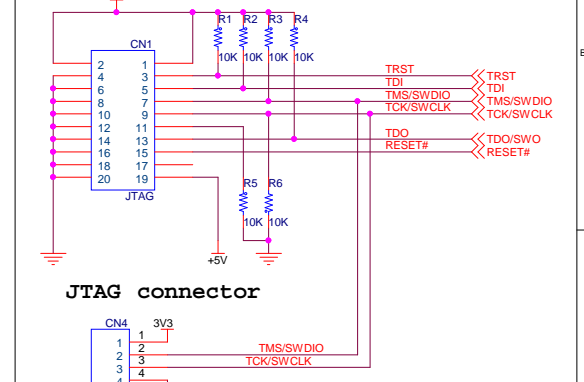 R1 R2 R3 R4
10K 10K 10K 10K
CN1
2 1
4 3
6 5
8 7
10 9
12 11
14 13
16 15
18 17
20 19
JTAG
TRST TRST
TDI TDI
TMS/SWDIO TMS/SWDIO
TCK/SWCLK TCK/SWCLK
TDO TDO/SWO
RESET# RESET#
R5 R6
10K 10K
+5V
JTAG connector
CN4 3V3
1 1
2 2 TMS/SWDIO
3 3 TCK/SWCLK
4 4